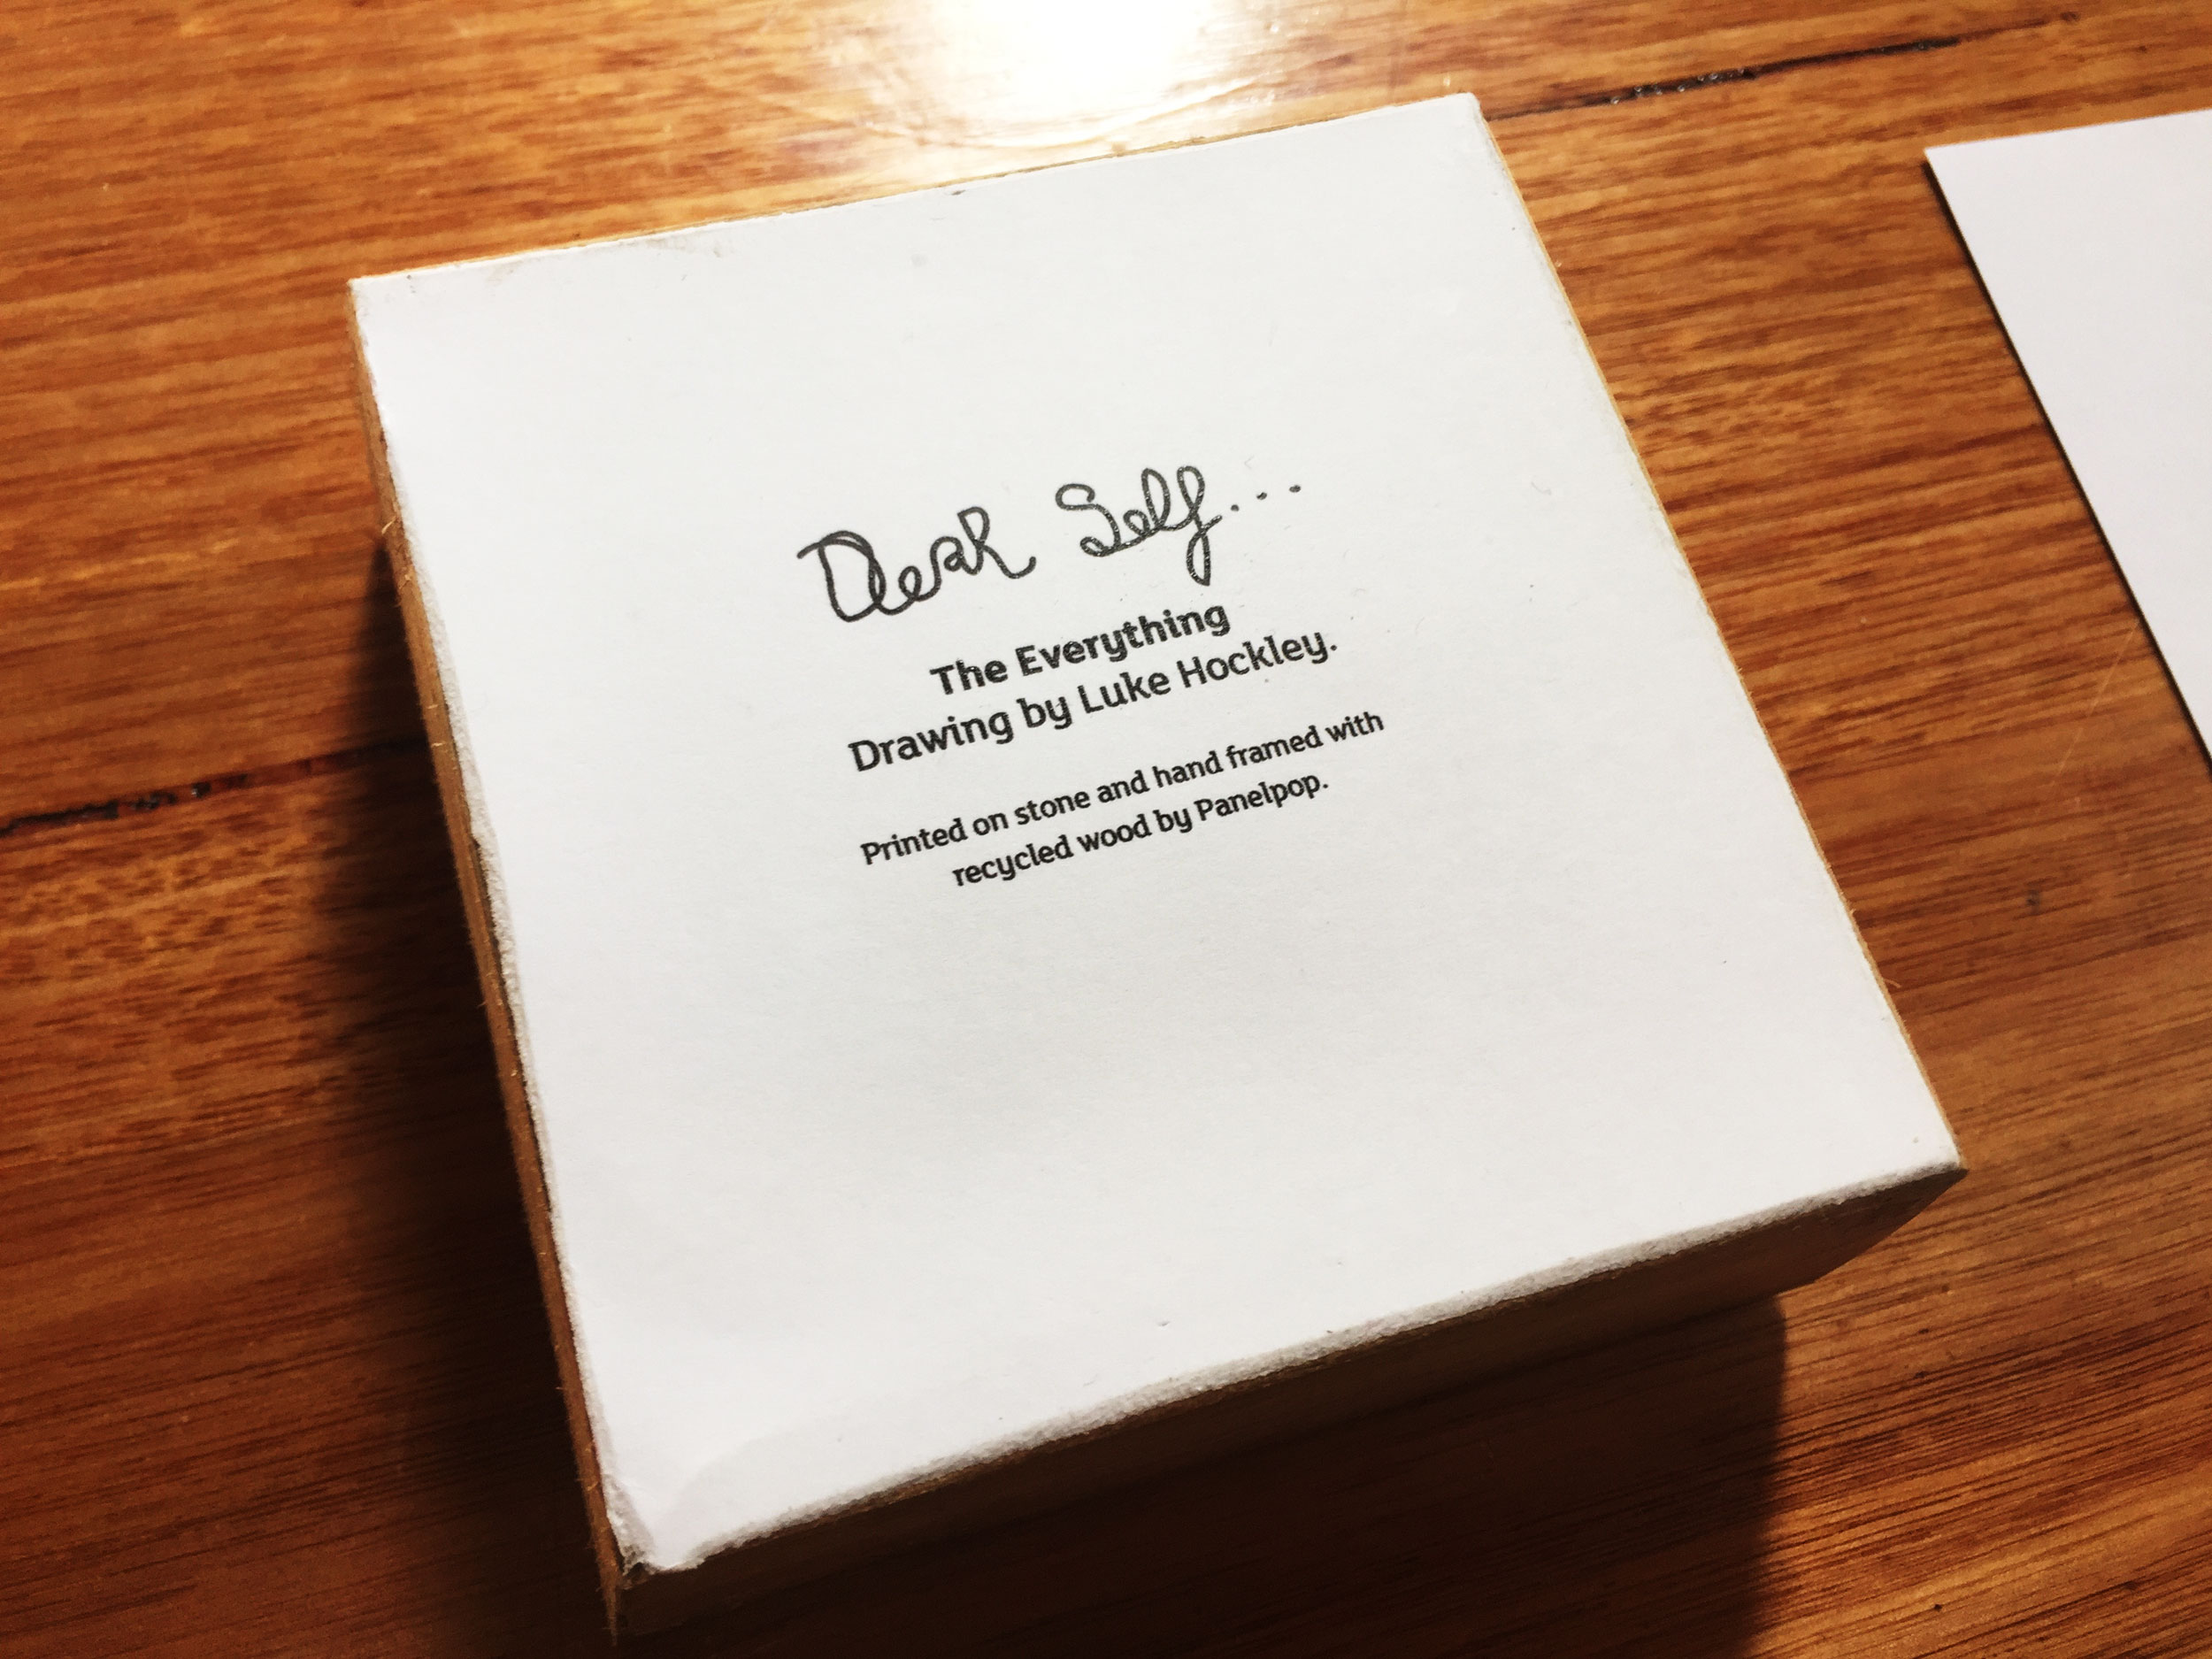 Dear Self...
The Everything
Drawing by Luke Hockley.
Printed on stone and hand framed with
recycled wood by Panelpop.